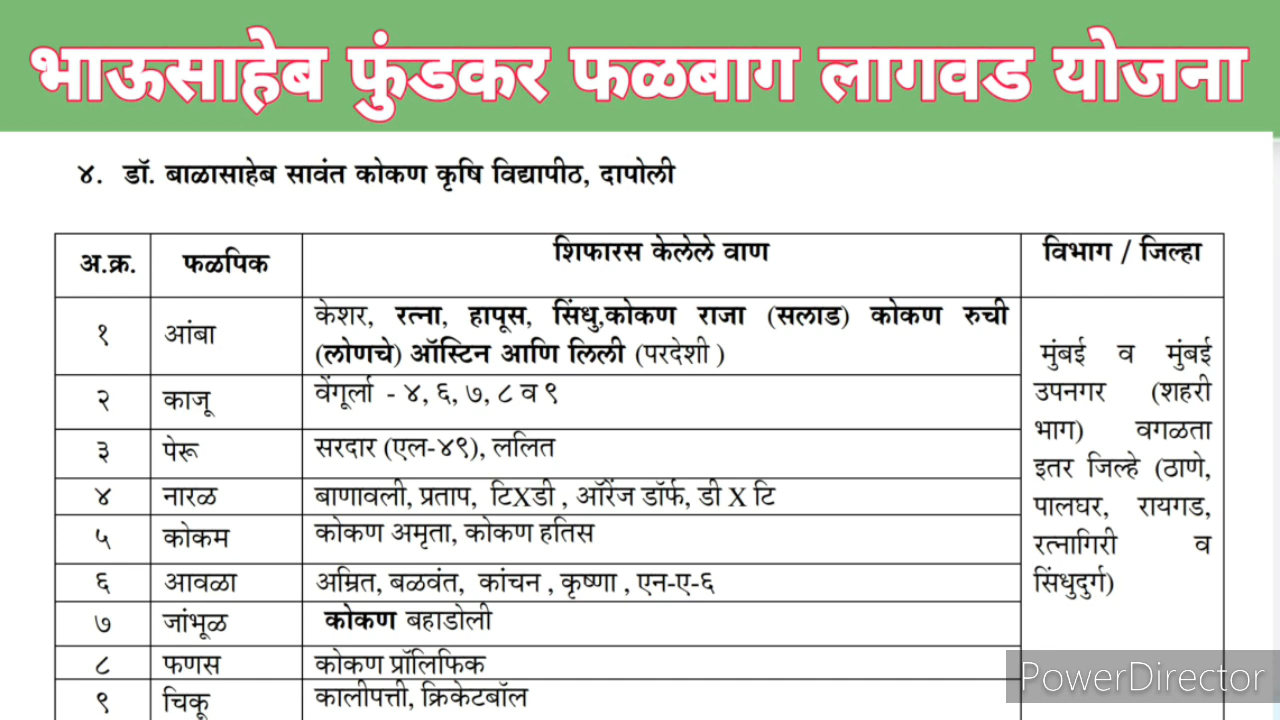 भाऊसाहेब फुंडकर फळबाग लागवड योजना
४. डॉ. बाळासाहेब सावंत कोकण कृषि विद्यापीठ, दापोली
अ.क्र. फळपिक शिफारस केलेले वाण विभाग / जिल्हा
१ आंबा केशर, रत्ना, हापूस, सिंधु,कोकण राजा (सलाड) कोकण रुची
(लोणचे) ऑस्टिन आणि लिली (परदेशी )
२ काजू वेंगूर्ला - ४, ६, ७, ८ व ९
३ पेरू सरदार (एल-४९), ललित
४ नारळ बाणावली, प्रताप, टिXडी , ऑरेंज डॉर्फ, डी X टि
५ कोकम कोकण अमृता, कोकण हतिस
६ आवळा अम्रित, बळवंत, कांचन , कृष्णा , एन-ए-६
७ जांभूळ कोकण बहाडोली
८ फणस कोकण प्रॉलिफिक
९ चिकू कालीपत्ती, क्रिकेटबॉल
मुंबई व मुंबई
उपनगर (शहरी
भाग) वगळता
इतर जिल्हे (ठाणे,
पालघर, रायगड,
रत्नागिरी व
सिंधुदुर्ग)
PowerDirector